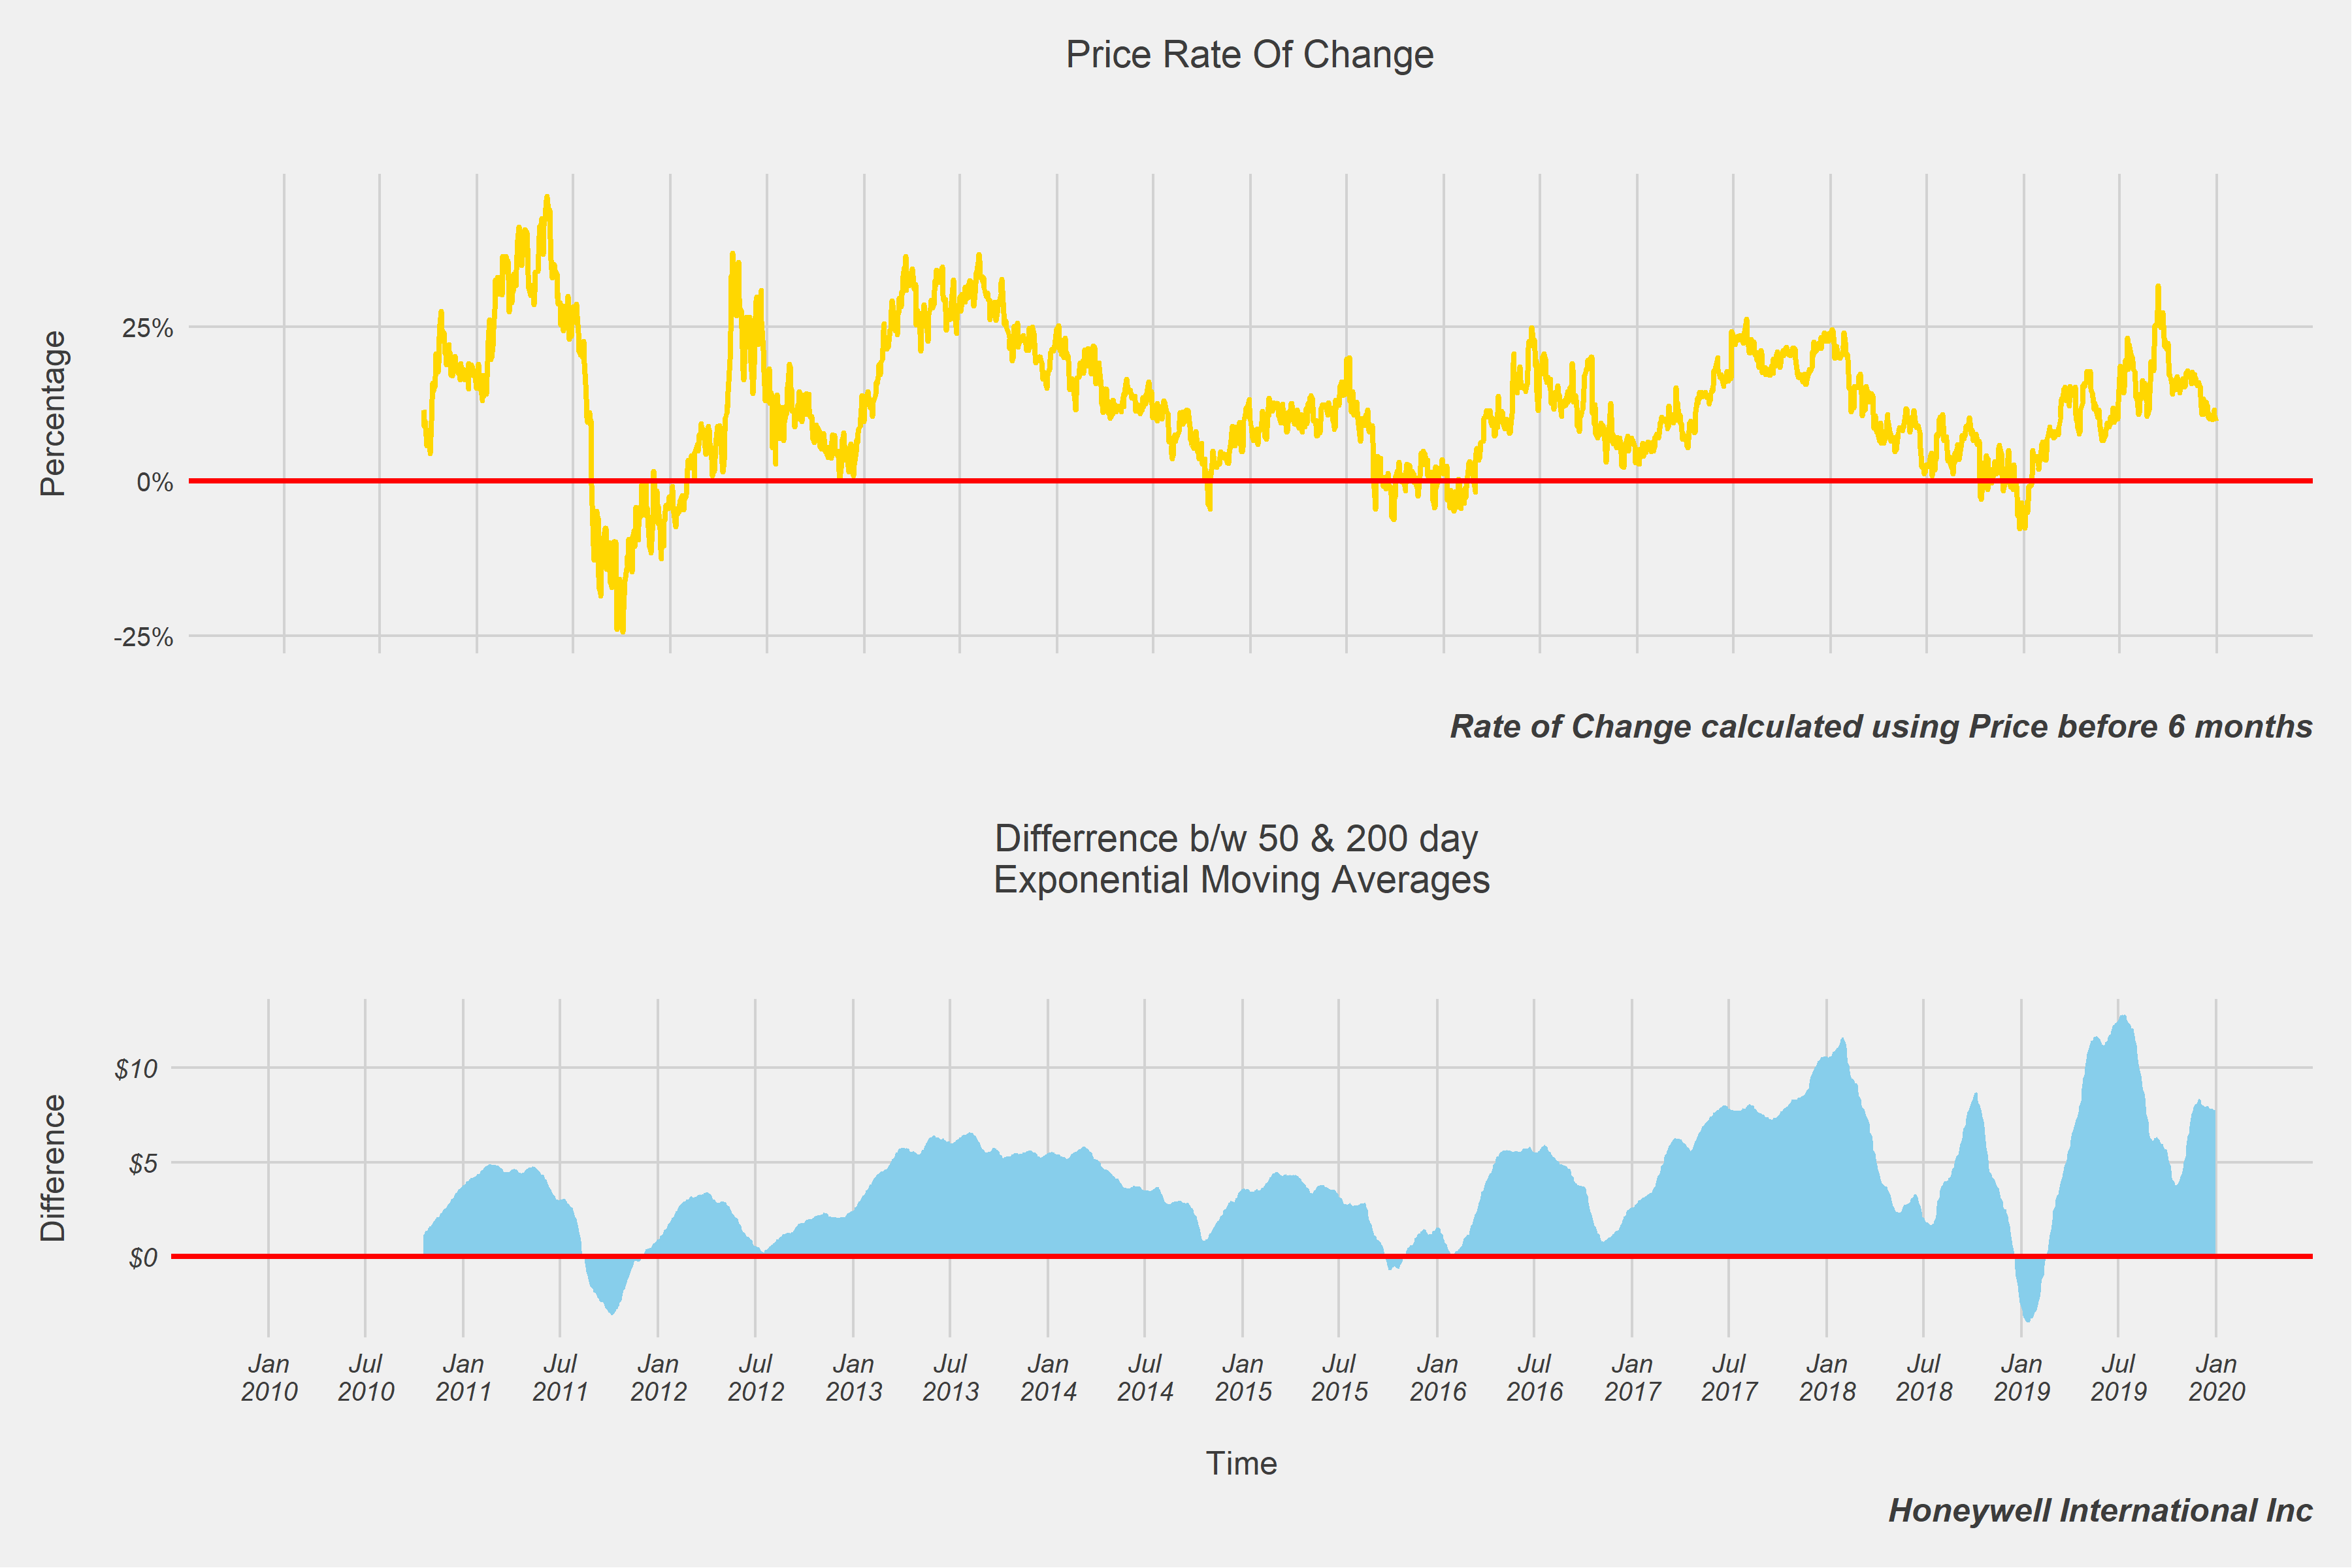 Price Rate Of Change
Percentage
25%
0%
-25%
Rate of Change calculated using Price before 6 months
Differrence b/w 50 & 200 day
Exponential Moving Averages
Difference
$10
$5
$0
Jan Jul Jan Jul Jan Jul Jan Jul Jan Jul Jan Jul Jan Jul Jan Jul Jan Jul Jan Jul Jan
2010 2010 2011 2011 2012 2012 2013 2013 2014 2014 2015 2015 2016 2016 2017 2017 2018 2018 2019 2019 2020
Time
Honeywell International Inc